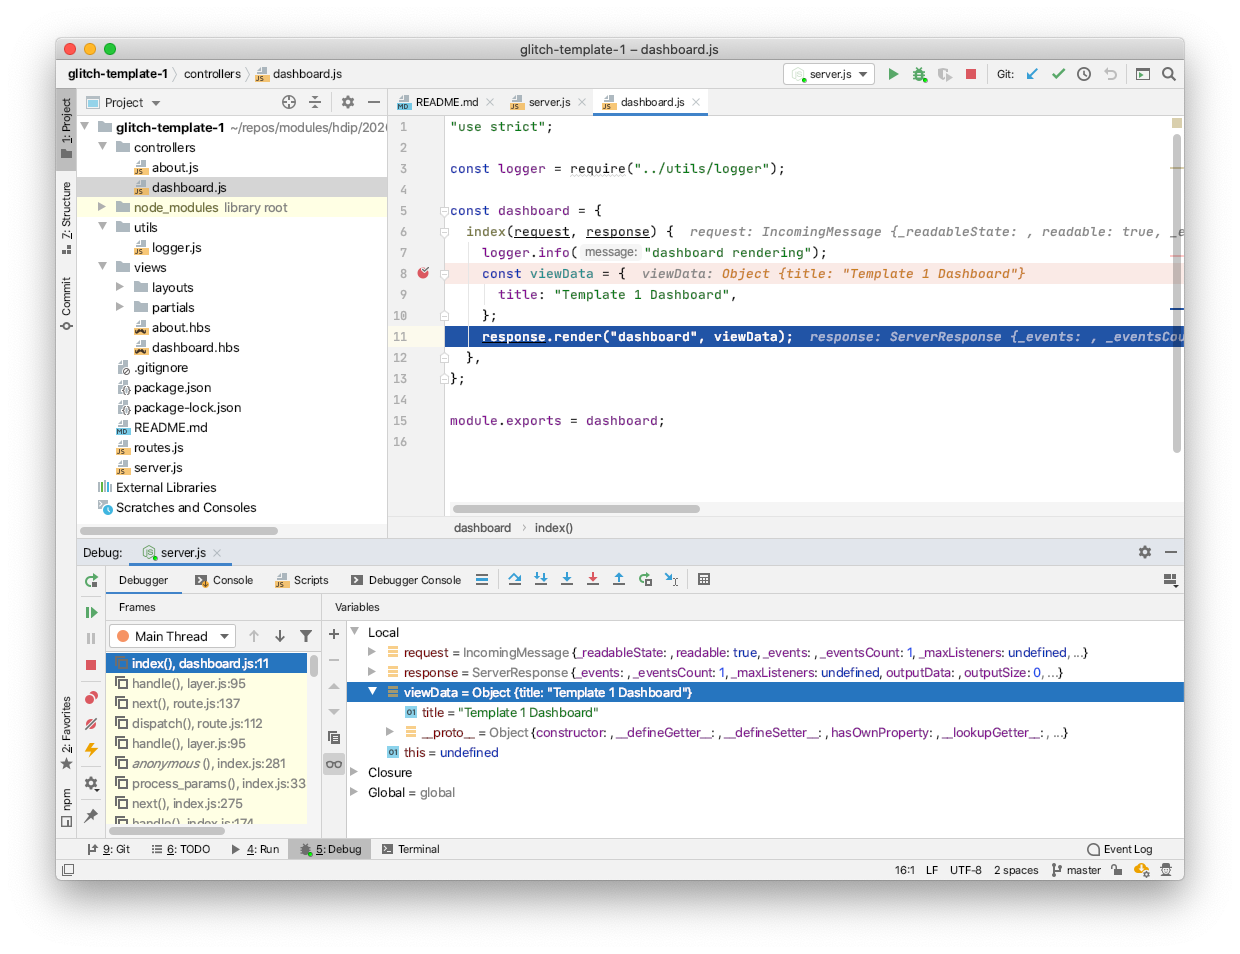 glitch-template-1 – dashboard.js
glitch-template-1 controllers dashboard.js
server.js Git:
1: Project
Z: Structure
Commit
2: Favorites
npm
Project
glitch-template-1 ~/repos/modules/hdip/202
controllers
about.js
dashboard.js
node_modules library root
utils
logger.js
views
layouts
partials
about.hbs
dashboard.hbs
.gitignore
package.json
package-lock.json
README.md
routes.js
server.js
External Libraries
Scratches and Consoles
README.md server.js dashboard.js
1 "use strict";
2
3 const logger = require("../utils/logger");
4
5 const dashboard = {
6 index(request, response) { request: IncomingMessage {_readableState: , readable: true, _e
7 logger.info( message: "dashboard rendering");
8 const viewData = { viewData: Object {title: "Template 1 Dashboard"}
9 title: "Template 1 Dashboard",
10 };
11 response.render("dashboard", viewData); response: ServerResponse {_events: , _eventsCou
12 },
13 };
14
15 module.exports = dashboard;
16
dashboard index()
Debug: server.js
Debugger Console Scripts Debugger Console
Frames
Main Thread
index(), dashboard.js:11
handle(), layer.js:95
next(), route.js:137
dispatch(), route.js:112
handle(), layer.js:95
anonymous (), index.js:281
process_params(), index.js:33
next(), index.js:275
handle(), index.js:174
Variables
Local
request = IncomingMessage {_readableState: , readable: true, _events: , _eventsCount: 1, _maxListeners: undefined, ...}
response = ServerResponse {_events: , _eventsCount: 1, _maxListeners: undefined, outputData: , outputSize: 0, ...}
viewData = Object {title: "Template 1 Dashboard"}
01 title = "Template 1 Dashboard"
__proto__ = Object {constructor: , __defineGetter__: , __defineSetter__: , hasOwnProperty: , __lookupGetter__: , ...}
01 this = undefined
Closure
Global = global
9: Git 6: TODO 4: Run 5: Debug Terminal Event Log
16:1 LF UTF-8 2 spaces master